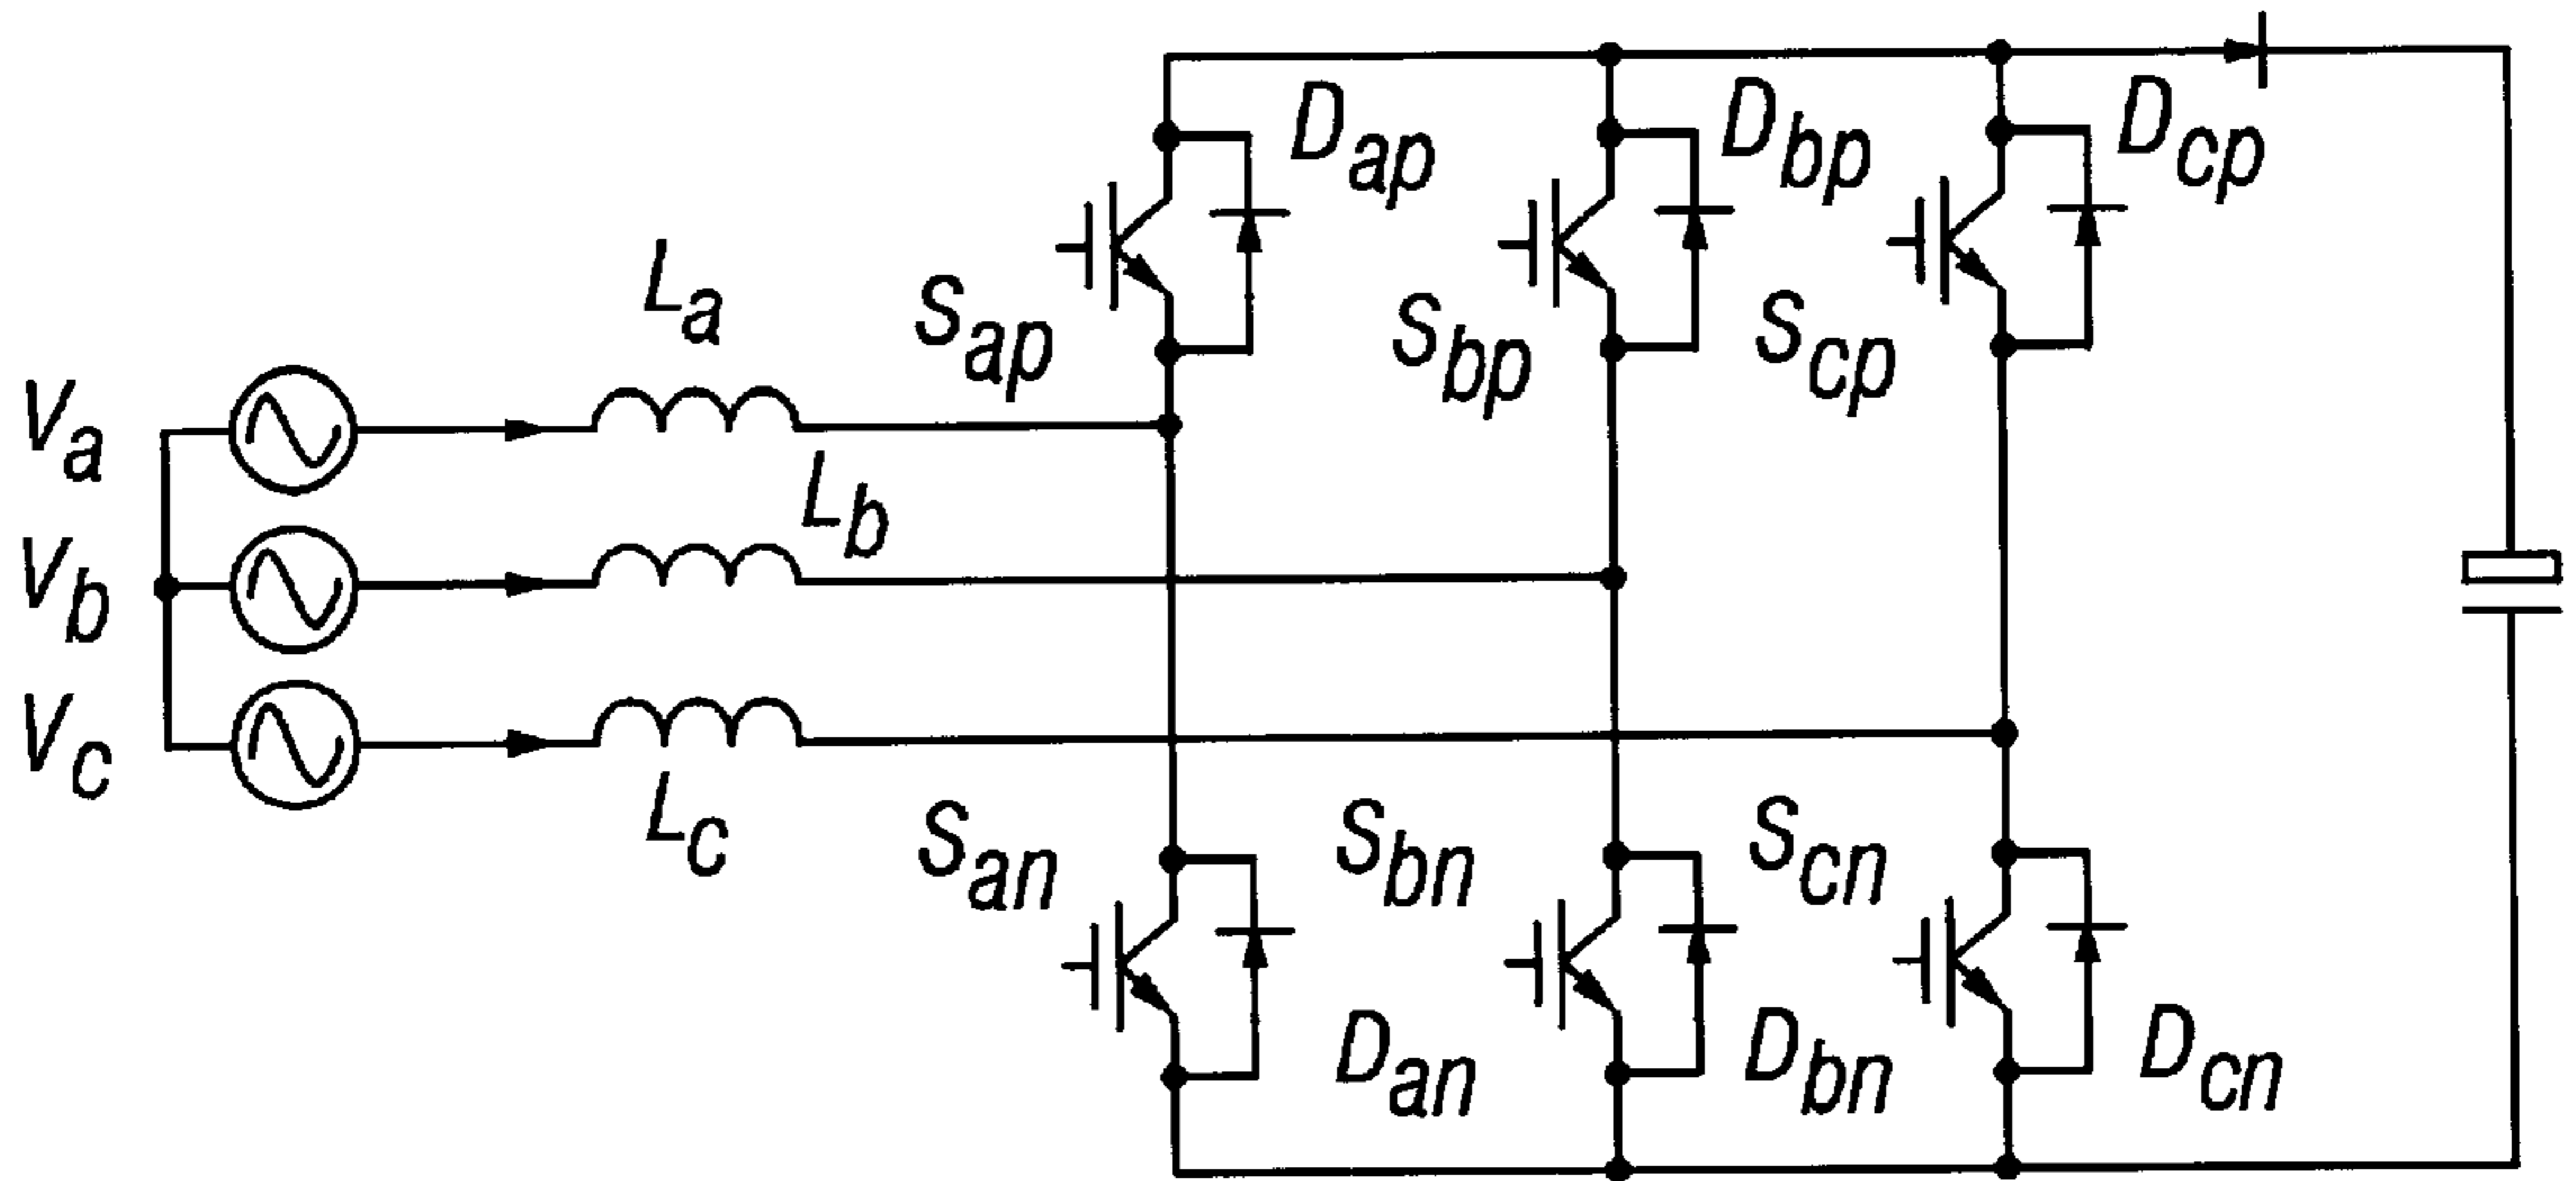 Dap
Dbp
Dcp
La
Sap
Sbp
Scp
Va
Lb
Vb
Vc
Lc
San
Sbn
Scn
Dan
Dbn
Dcn